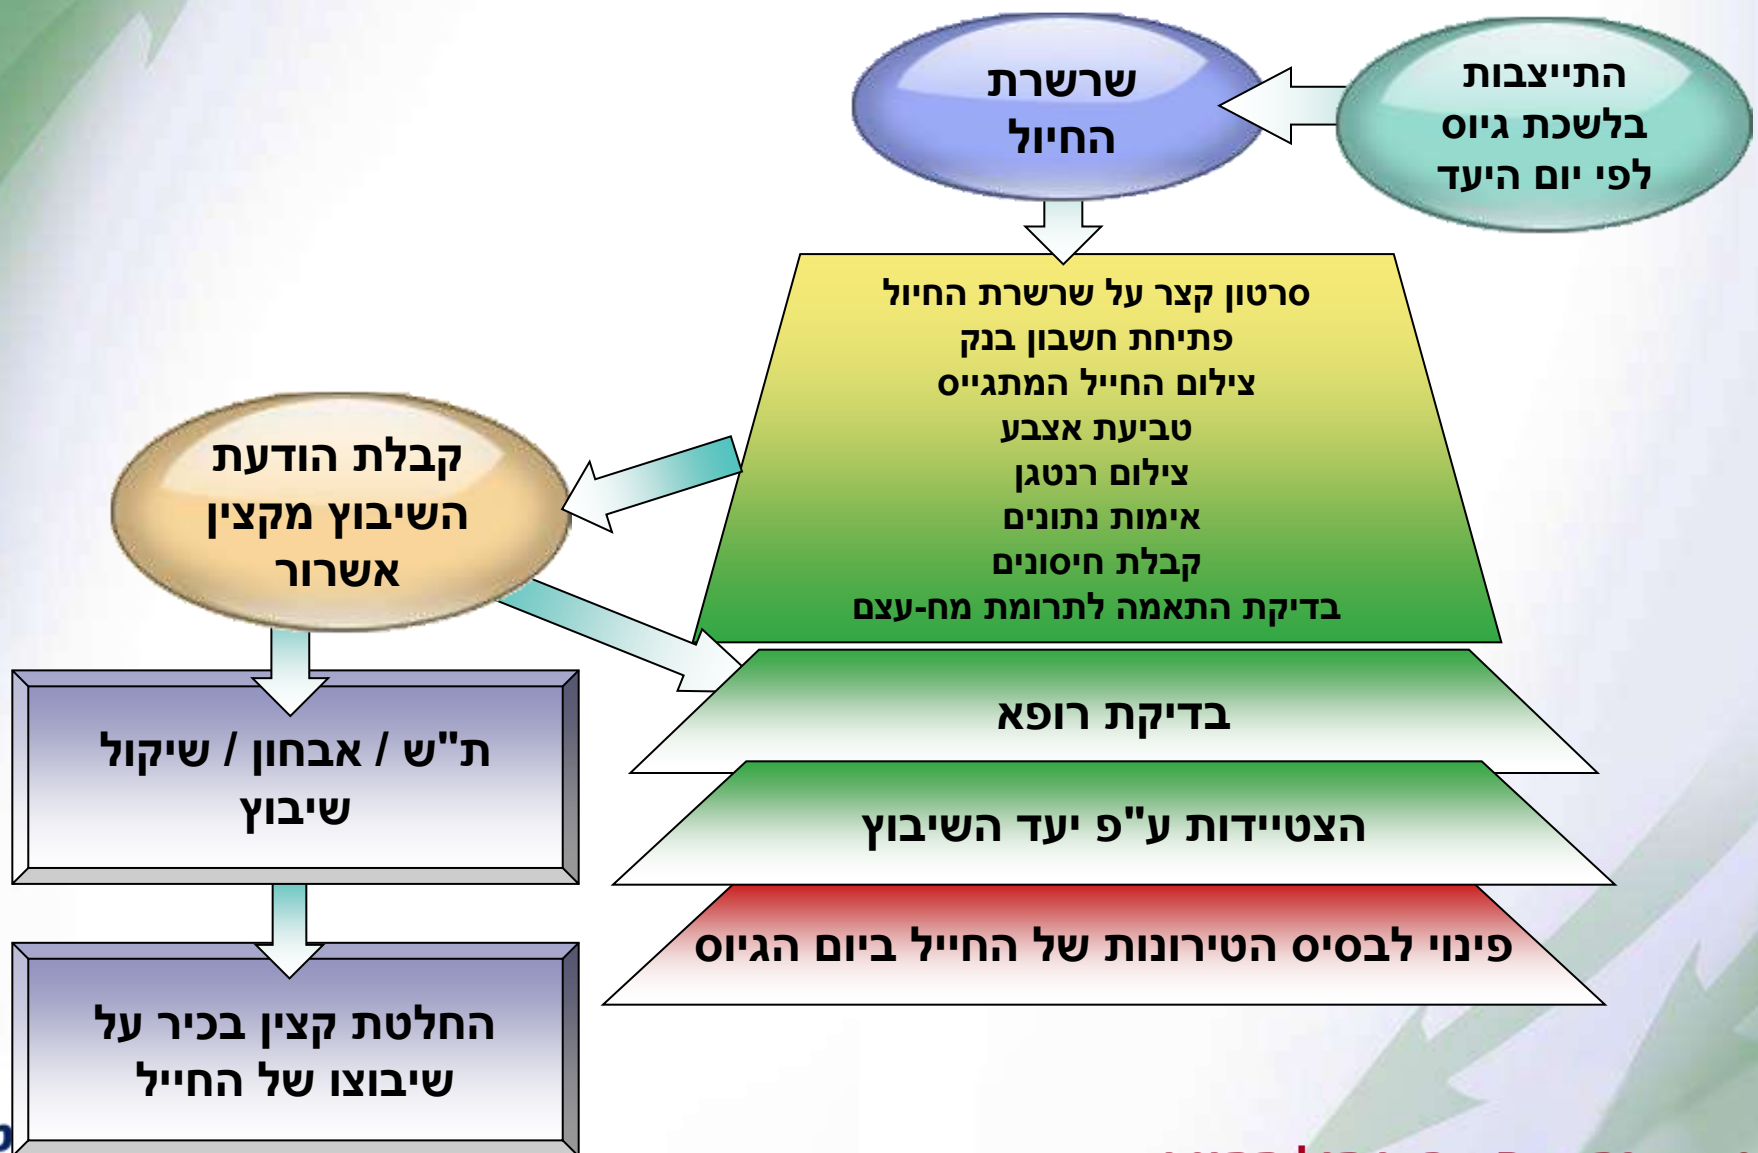 התייצבות
בלשכת גיוס
לפי יום היעד
שרשרת
החיול
סרטון קצר על שרשרת החיול
פתיחת חשבון בנק
צילום החייל המתגייס
טביעת אצבע
צילום רנטגן
אימות נתונים
קבלת חיסונים
בדיקת התאמה לתרומת מח-עצם
קבלת הודעת
השיבוץ מקצין
אשרור
בדיקת רופא
הצטיידות ע"פ יעד השיבוץ
פינוי לבסיס הטירונות של החייל ביום הגיוס
ת"ש / אבחון / שיקול
שיבוץ
החלטת קצין בכיר על
שיבוצו של החייל